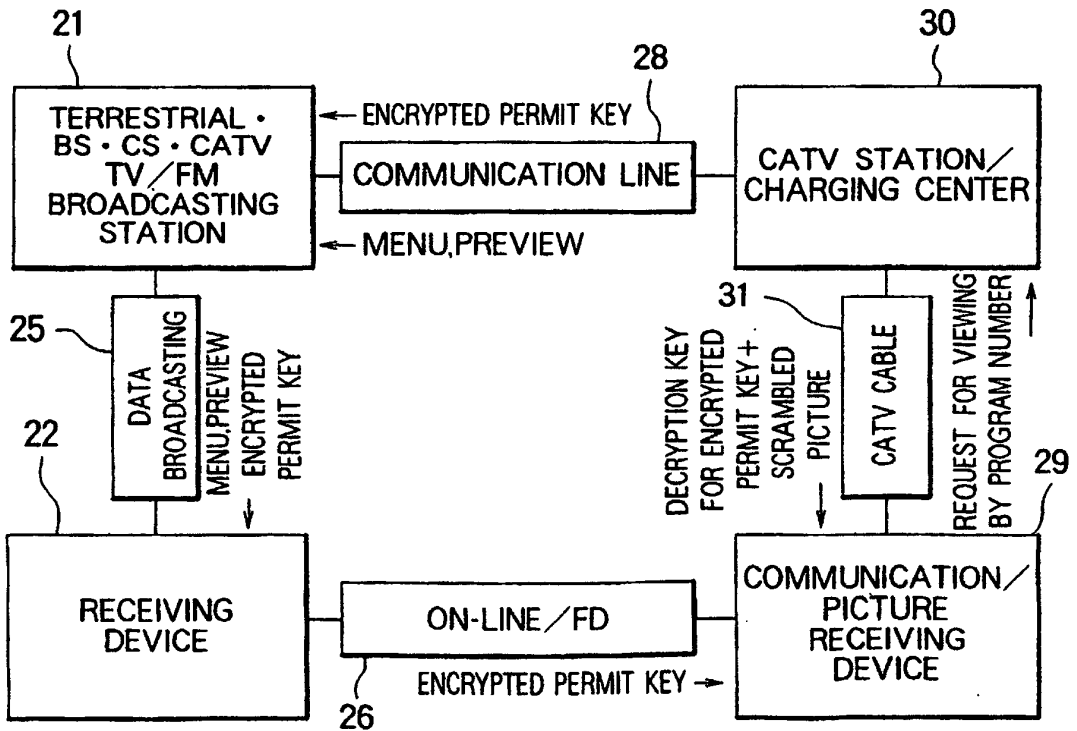 21
30
28
TERRESTRIAL・
BS・CS・CATV
TV/FM
BROADCASTING
STATION
ENCRYPTED PERMIT KEY
COMMUNICATION LINE
MENU,PREVIEW
CATV STATION/
CHARGING CENTER
25
DATA
BROADCASTING
MENU,PREVIEW
ENCRYPTED
PERMIT KEY
31
DECRYPTION KEY
FOR ENCRYPTED
PERMIT KEY+
SCRAMBLED
PICTURE
CATV CABLE
REQUEST FOR VIEWING
BY PROGRAM NUMBER
22
29
RECEIVING
DEVICE
ON-LINE/FD
COMMUNICATION/
PICTURE
RECEIVING
DEVICE
ENCRYPTED PERMIT KEY
26